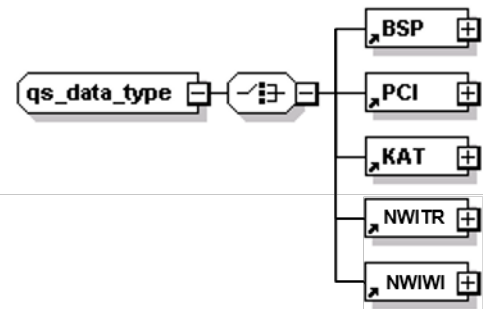 qs_data_type
BSP
PCI
KAT
NWITR
NWIWI